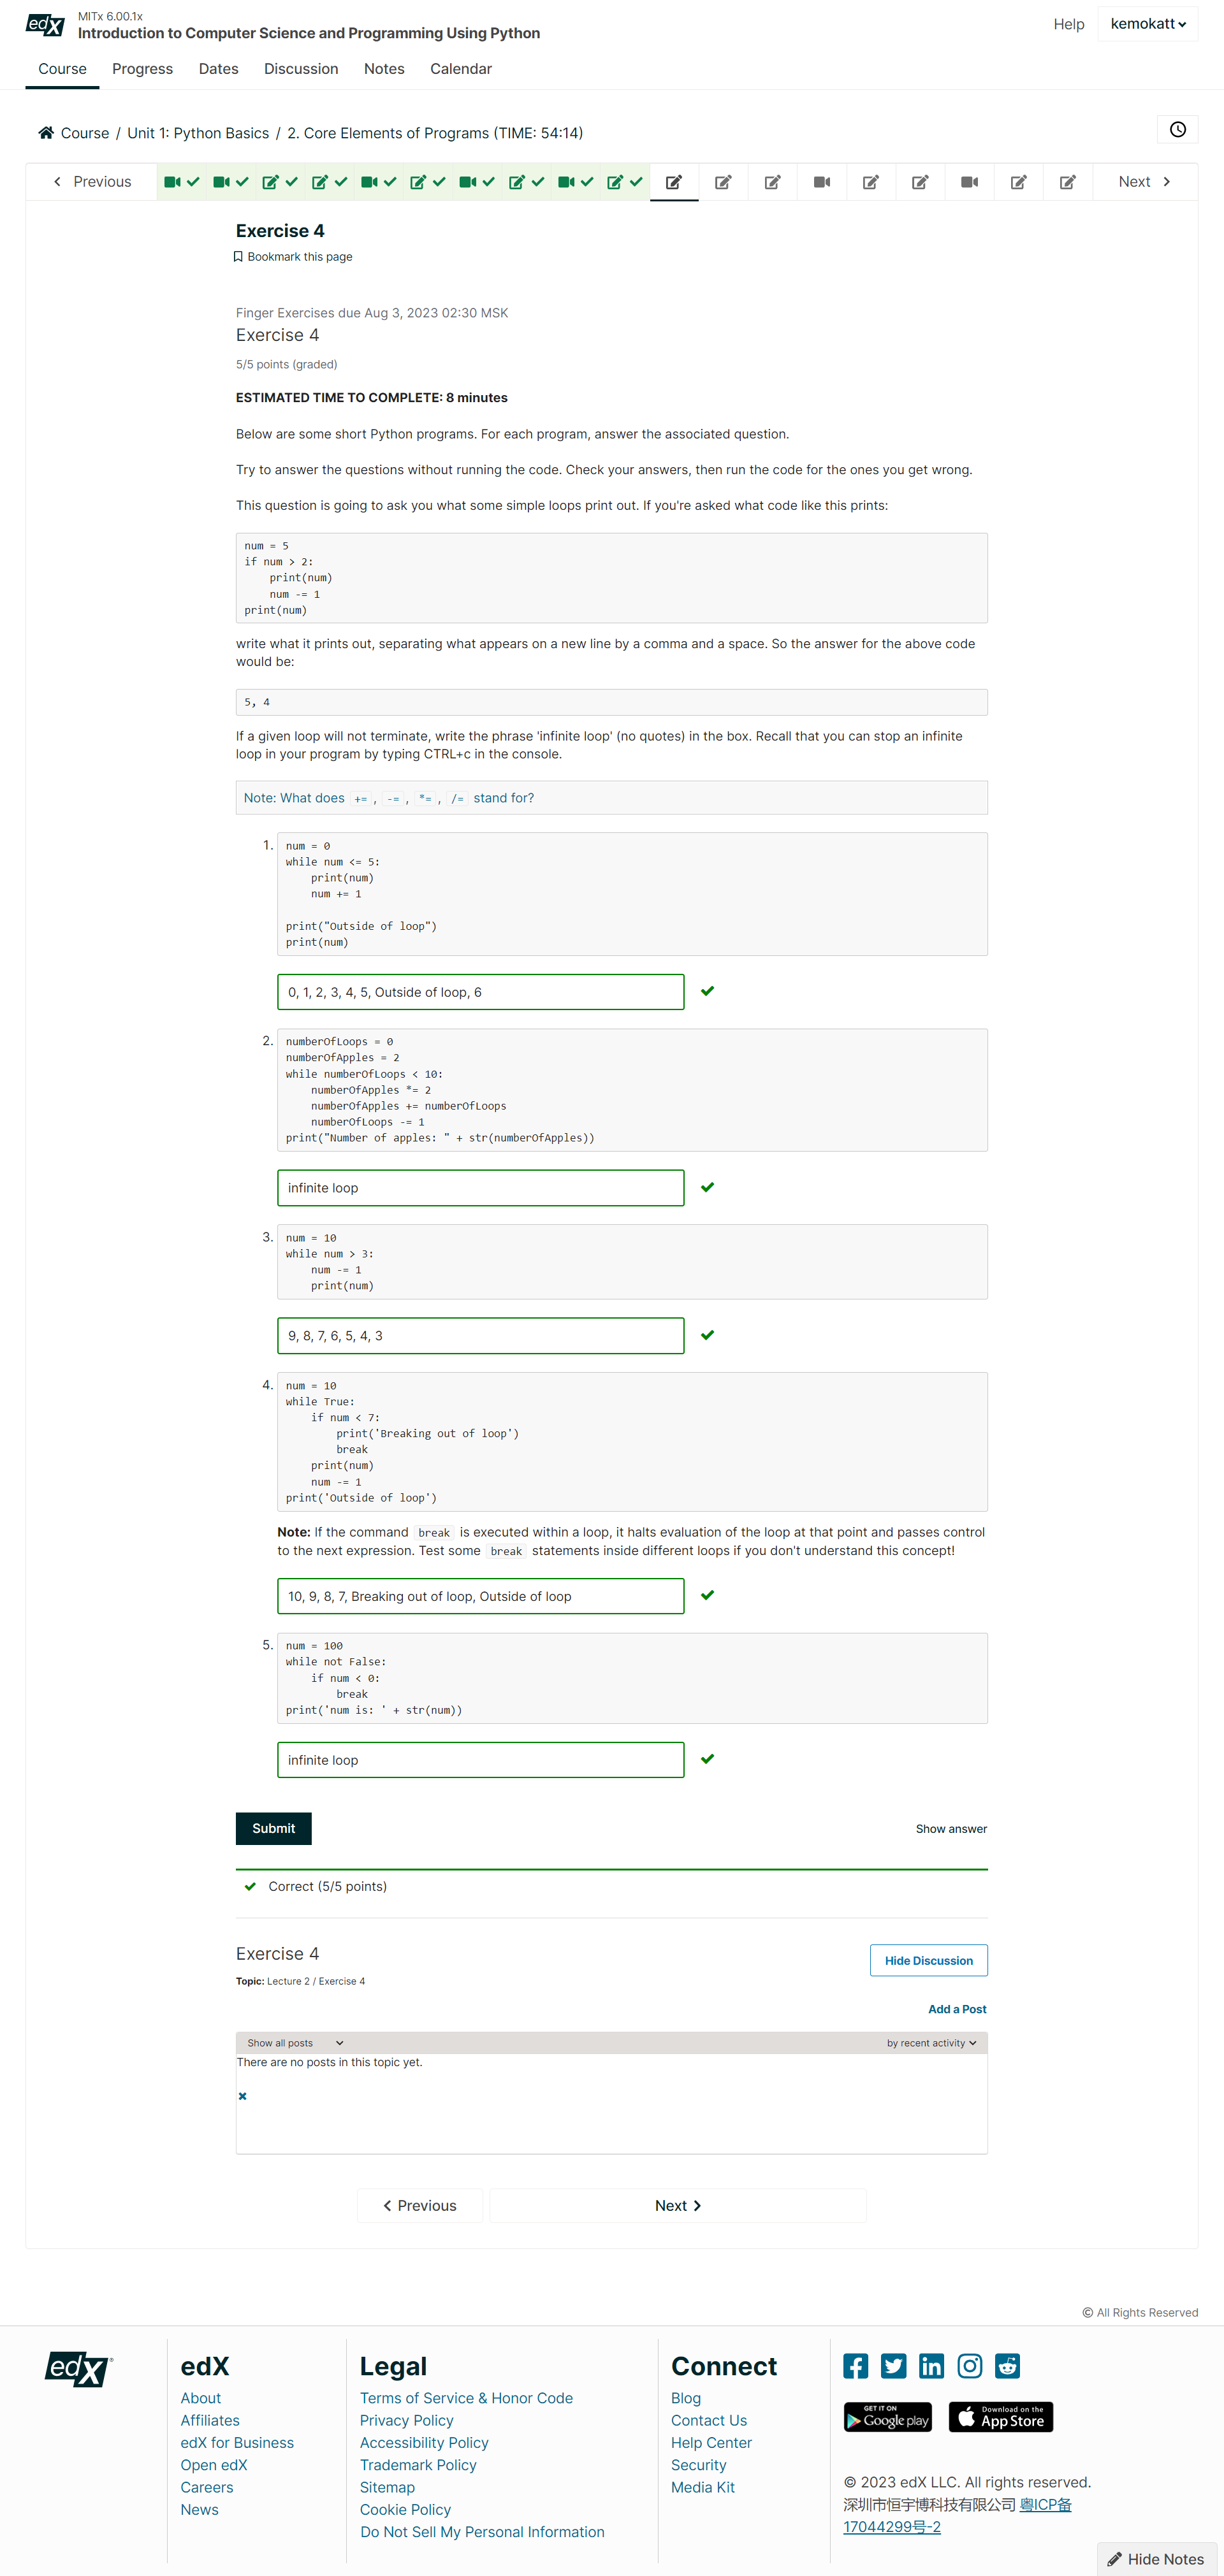 edX
MITx 6.00.1x
Introduction to Computer Science and Programming Using Python
Help
kemokatt
Course
Progress
Dates
Discussion
Notes
Calendar
Course / Unit 1: Python Basics / 2. Core Elements of Programs (TIME: 54:14)
Previous
Next
Exercise 4
Bookmark this page
Finger Exercises due Aug 3, 2023 02:30 MSK
Exercise 4
5/5 points (graded)
ESTIMATED TIME TO COMPLETE: 8 minutes
Below are some short Python programs. For each program, answer the associated question.
Try to answer the questions without running the code. Check your answers, then run the code for the ones you get wrong.
This question is going to ask you what some simple loops print out. If you're asked what code like this prints:
num = 5
if num > 2:
    print(num)
    num -= 1
print(num)
write what it prints out, separating what appears on a new line by a comma and a space. So the answer for the above code
would be:
5, 4
If a given loop will not terminate, write the phrase 'infinite loop' (no quotes) in the box. Recall that you can stop an infinite
loop in your program by typing CTRL+c in the console.
Note: What does += , -= , *= , /= stand for?
1.
num = 0
while num <= 5:
    print(num)
    num += 1
print("Outside of loop")
print(num)
0, 1, 2, 3, 4, 5, Outside of loop, 6
2.
numberOfLoops = 0
numberOfApples = 2
while numberOfLoops < 10:
    numberOfApples *= 2
    numberOfApples += numberOfLoops
    numberOfLoops -= 1
print("Number of apples: " + str(numberOfApples))
infinite loop
3.
num = 10
while num > 3:
    num -= 1
    print(num)
9, 8, 7, 6, 5, 4, 3
4.
num = 10
while True:
    if num < 7:
        print('Breaking out of loop')
        break
    print(num)
    num -= 1
print('Outside of loop')
Note: If the command break is executed within a loop, it halts evaluation of the loop at that point and passes control
to the next expression. Test some break statements inside different loops if you don't understand this concept!
10, 9, 8, 7, Breaking out of loop, Outside of loop
5.
num = 100
while not False:
    if num < 0:
        break
print('num is: ' + str(num))
infinite loop
Submit
Show answer
Correct (5/5 points)
Exercise 4
Hide Discussion
Topic: Lecture 2 / Exercise 4
Add a Post
Show all posts
by recent activity
There are no posts in this topic yet.
Previous
Next
© All Rights Reserved
edX
edX
About
Affiliates
edX for Business
Open edX
Careers
News
Legal
Terms of Service & Honor Code
Privacy Policy
Accessibility Policy
Trademark Policy
Sitemap
Cookie Policy
Do Not Sell My Personal Information
Connect
Blog
Contact Us
Help Center
Security
Media Kit
GET IT ON
Google play
Download on the
App Store
© 2023 edX LLC. All rights reserved.
深圳市恒宇博科技有限公司 粤ICP备
17044299号-2
Hide Notes